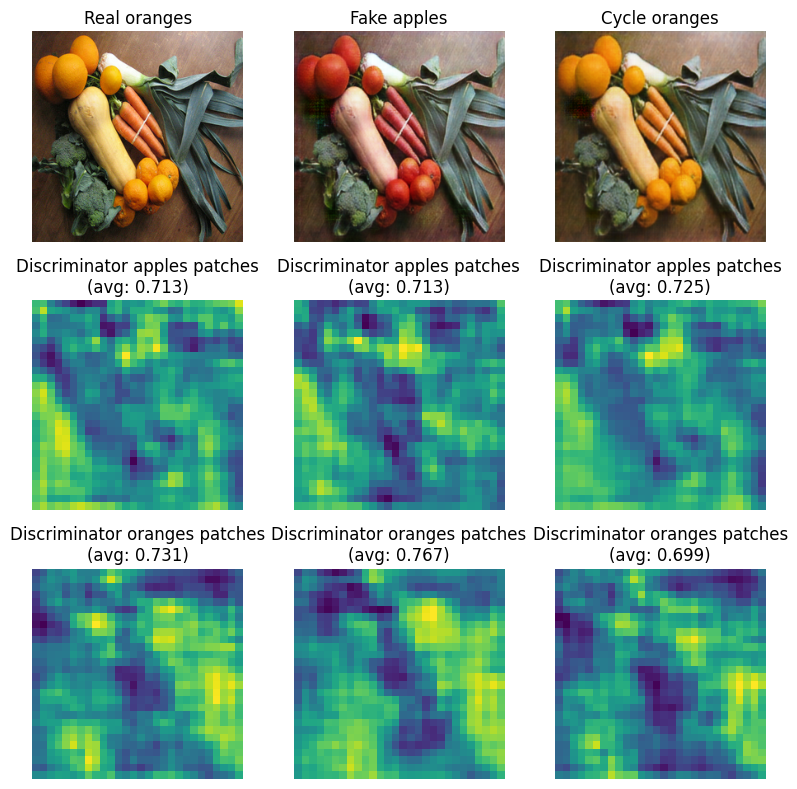 Real oranges
Fake apples
Cycle oranges
Discriminator apples patches
(avg: 0.713)
Discriminator apples patches
(avg: 0.713)
Discriminator apples patches
(avg: 0.725)
Discriminator oranges patches
(avg: 0.731)
Discriminator oranges patches
(avg: 0.767)
Discriminator oranges patches
(avg: 0.699)